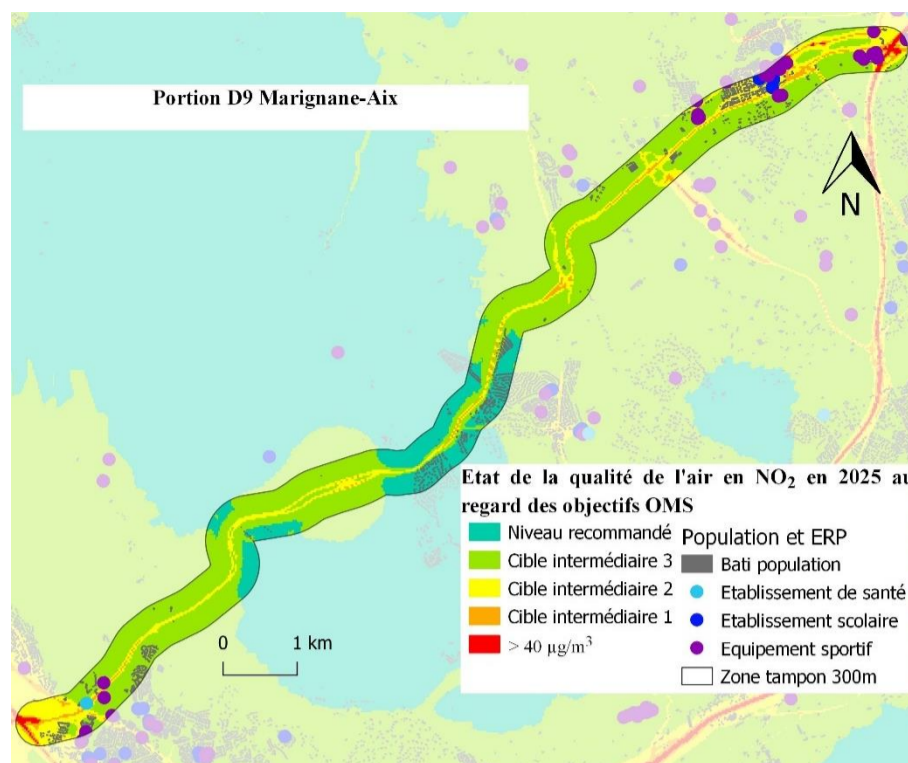 Portion D9 Marignane-Aix
N
0 1 km
Etat de la qualité de l'air en NO₂ en 2025 au
regard des objectifs OMS
Niveau recommandé
Cible intermédiaire 3
Cible intermédiaire 2
Cible intermédiaire 1
> 40 µg/m³
Population et ERP
Bati population
Etablissement de santé
Etablissement scolaire
Equipement sportif
Zone tampon 300m